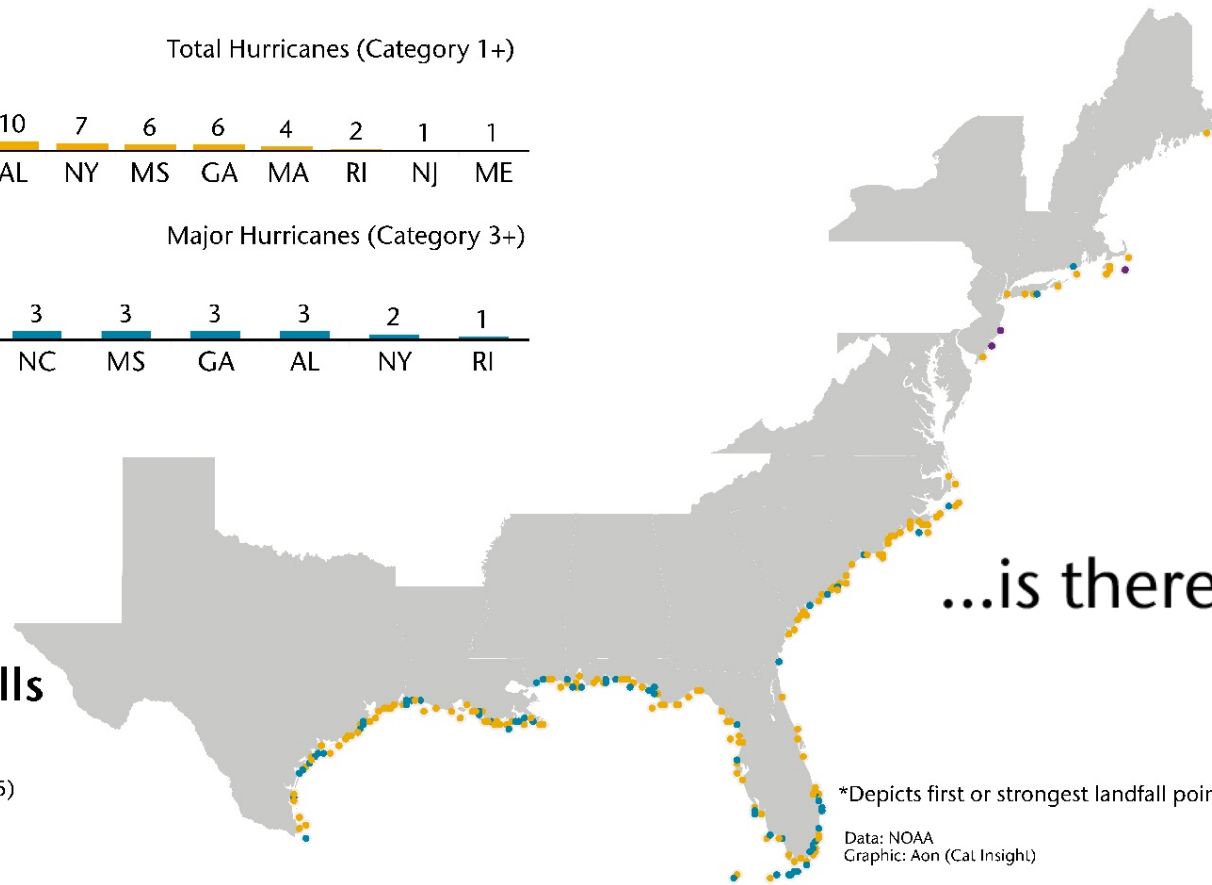 Total Hurricanes (Category 1+)
10 7 6 6 4 2 1 1
AL NY MS GA MA RI NJ ME
Major Hurricanes (Category 3+)
3 3 3 3 2 1
NC MS GA AL NY RI
...is there
lls
5)
*Depicts first or strongest landfall poin
Data: NOAA
Graphic: Aon (Cat Insight)